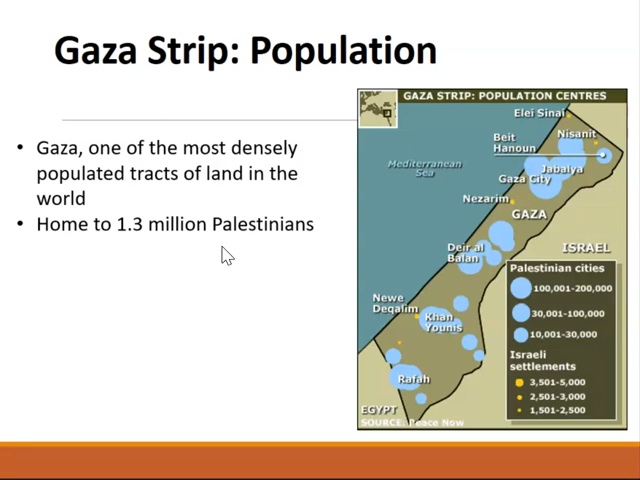 Gaza Strip: Population
• Gaza, one of the most densely
populated tracts of land in the
world
• Home to 1.3 million Palestinians
GAZA STRIP: POPULATION CENTRES
Elei Sinai
Nisanit
Beit
Hanoun
Mediterranean
Sea
Jabalya
Gaza City
Nezarim
GAZA
Deir al
Balan
ISRAEL
Newe
Deqalim
Khan
Younis
Rafah
EGYPT
SOURCE: Peace Now
Palestinian cities
100,001-200,000
30,001-100,000
10,001-30,000
Israeli
settlements
3,501-5,000
2,501-3,000
1,501-2,500